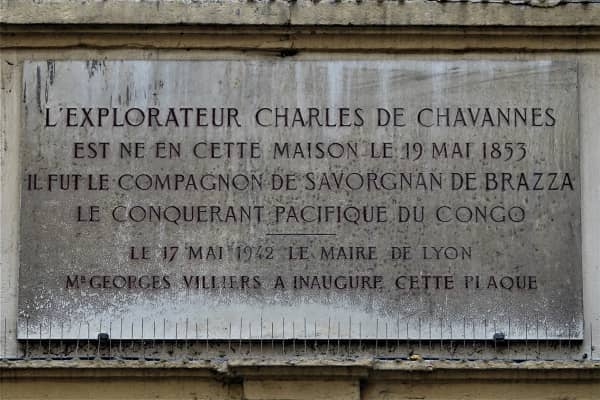 L'EXPLORATEUR CHARLES DE CHAVANNES
EST NE EN CETTE MAISON LE 19 MAI 1853
IL FUT LE COMPAGNON DE SAVORGNAN DE BRAZZA
LE CONQUERANT PACIFIQUE DU CONGO
LE 17 MAI 1942 LE MAIRE DE LYON
MR GEORGES VILLIERS A INAUGURE CETTE PLAQUE